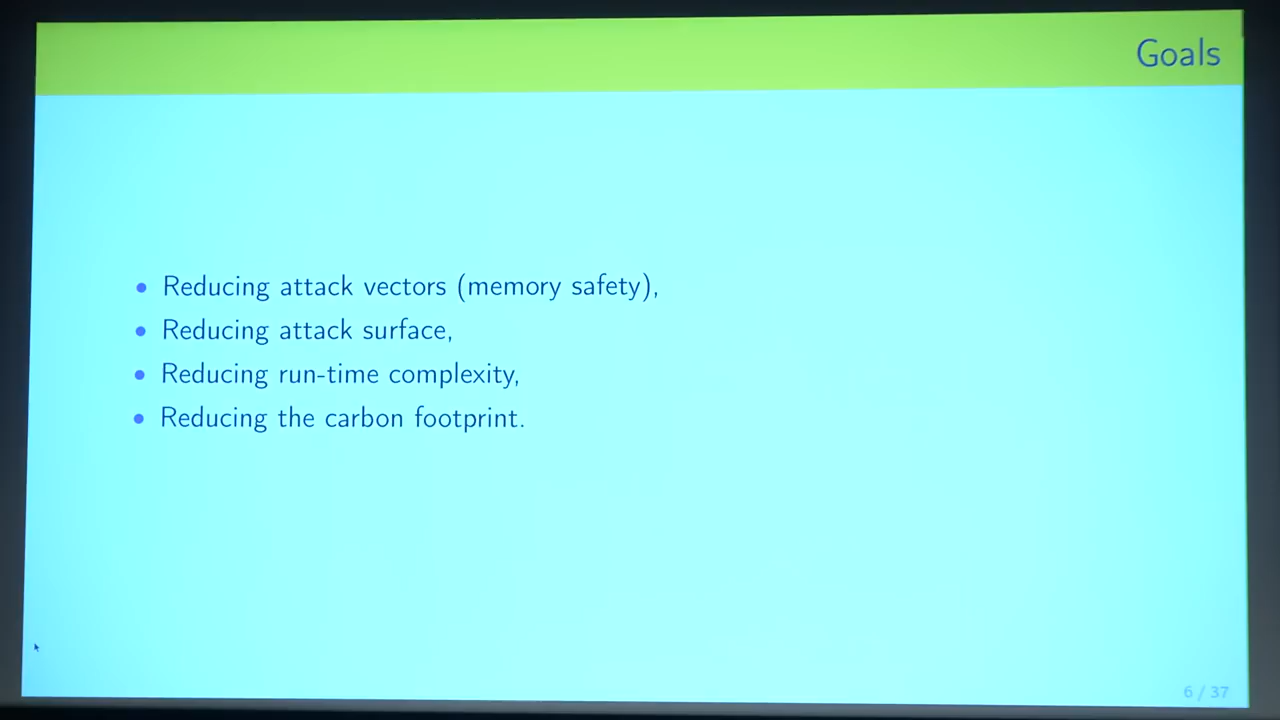 Goals
• Reducing attack vectors (memory safety),
• Reducing attack surface,
• Reducing run-time complexity,
• Reducing the carbon footprint.
6 / 37